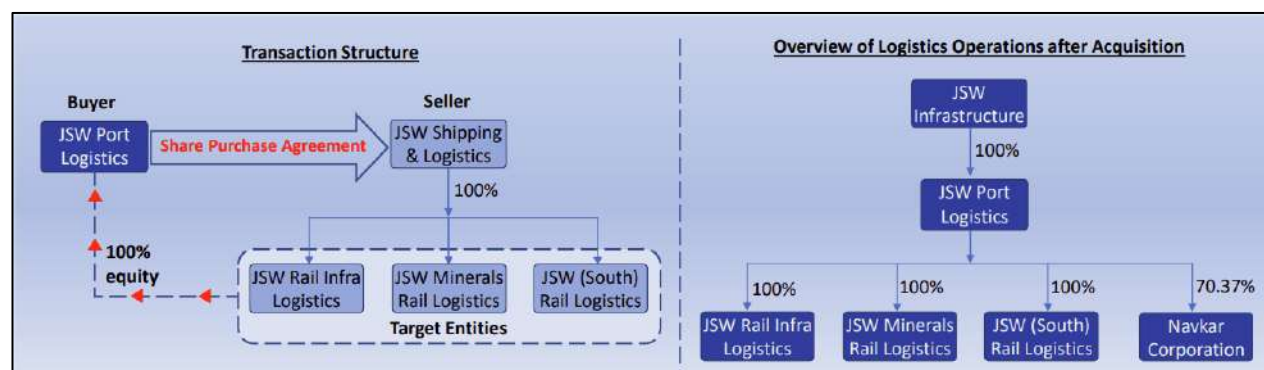 Transaction Structure
Buyer
Seller
JSW Port
Logistics
Share Purchase Agreement
JSW Shipping
& Logistics
100%
100%
equity
JSW Rail Infra
Logistics
JSW Minerals
Rail Logistics
JSW (South)
Rail Logistics
Target Entities
Overview of Logistics Operations after Acquisition
JSW
Infrastructure
100%
JSW Port
Logistics
100%
100%
100%
70.37%
JSW Rail Infra
Logistics
JSW Minerals
Rail Logistics
JSW (South)
Rail Logistics
Navkar
Corporation